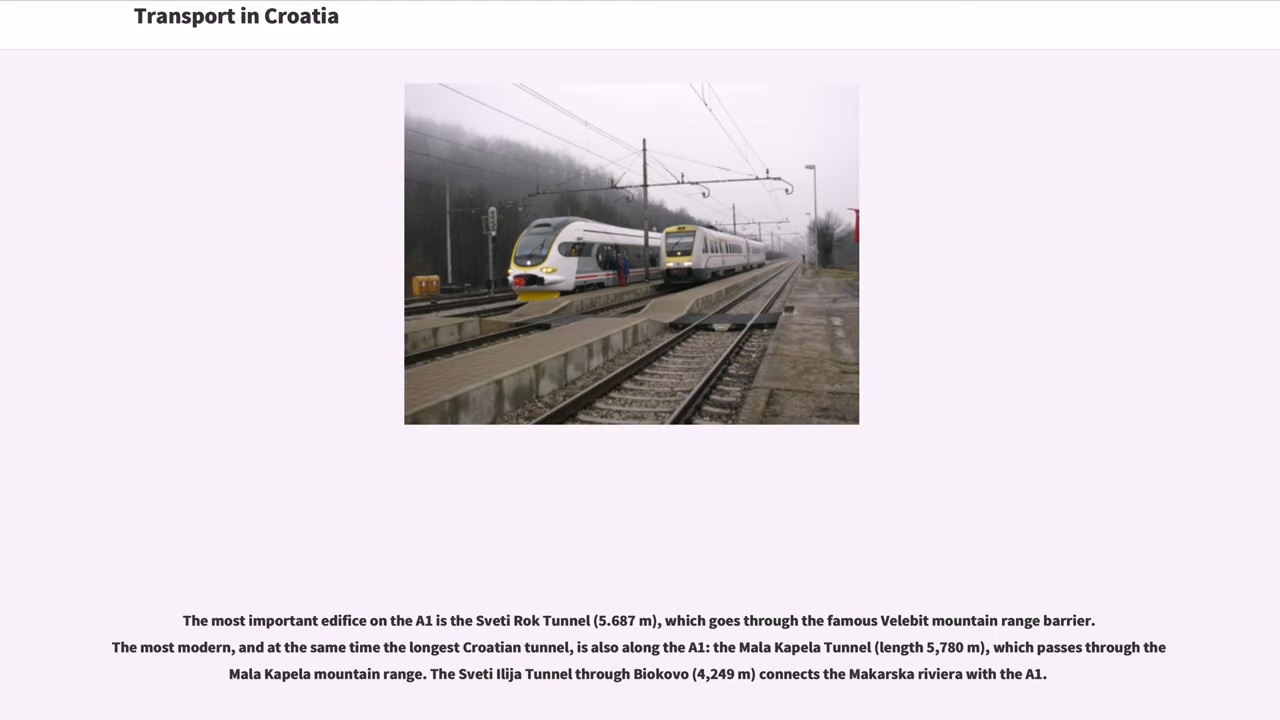 Transport in Croatia
The most important edifice on the A1 is the Sveti Rok Tunnel (5.687 m), which goes through the famous Velebit mountain range barrier.
The most modern, and at the same time the longest Croatian tunnel, is also along the A1: the Mala Kapela Tunnel (length 5,780 m), which passes through the
Mala Kapela mountain range. The Sveti Ilija Tunnel through Biokovo (4,249 m) connects the Makarska riviera with the A1.